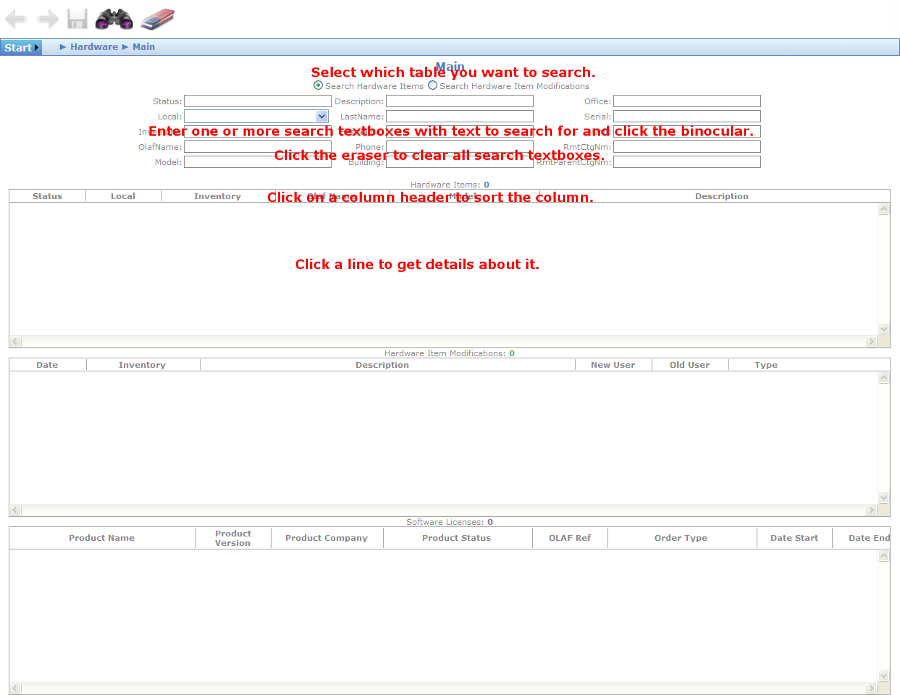 Start ▶ Hardware ▶ Main
Main
Select which table you want to search.
Search Hardware Items Search Hardware Item Modifications
Status: Description: Office:
Local: LastName: Serial:
Enter one or more search textboxes with text to search for and click the binocular.
OlafName: Phone: RmtCtgNm:
Click the eraser to clear all search textboxes.
Model: Building: RmtParentCtgNm:
Hardware Items: 0
Status Local Inventory Olaf Name Model Description
Click on a column header to sort the column.
Click a line to get details about it.
Hardware Item Modifications: 0
Date Inventory Description New User Old User Type
Software Licenses: 0
Product Name Product Version Product Company Product Status OLAF Ref Order Type Date Start Date End